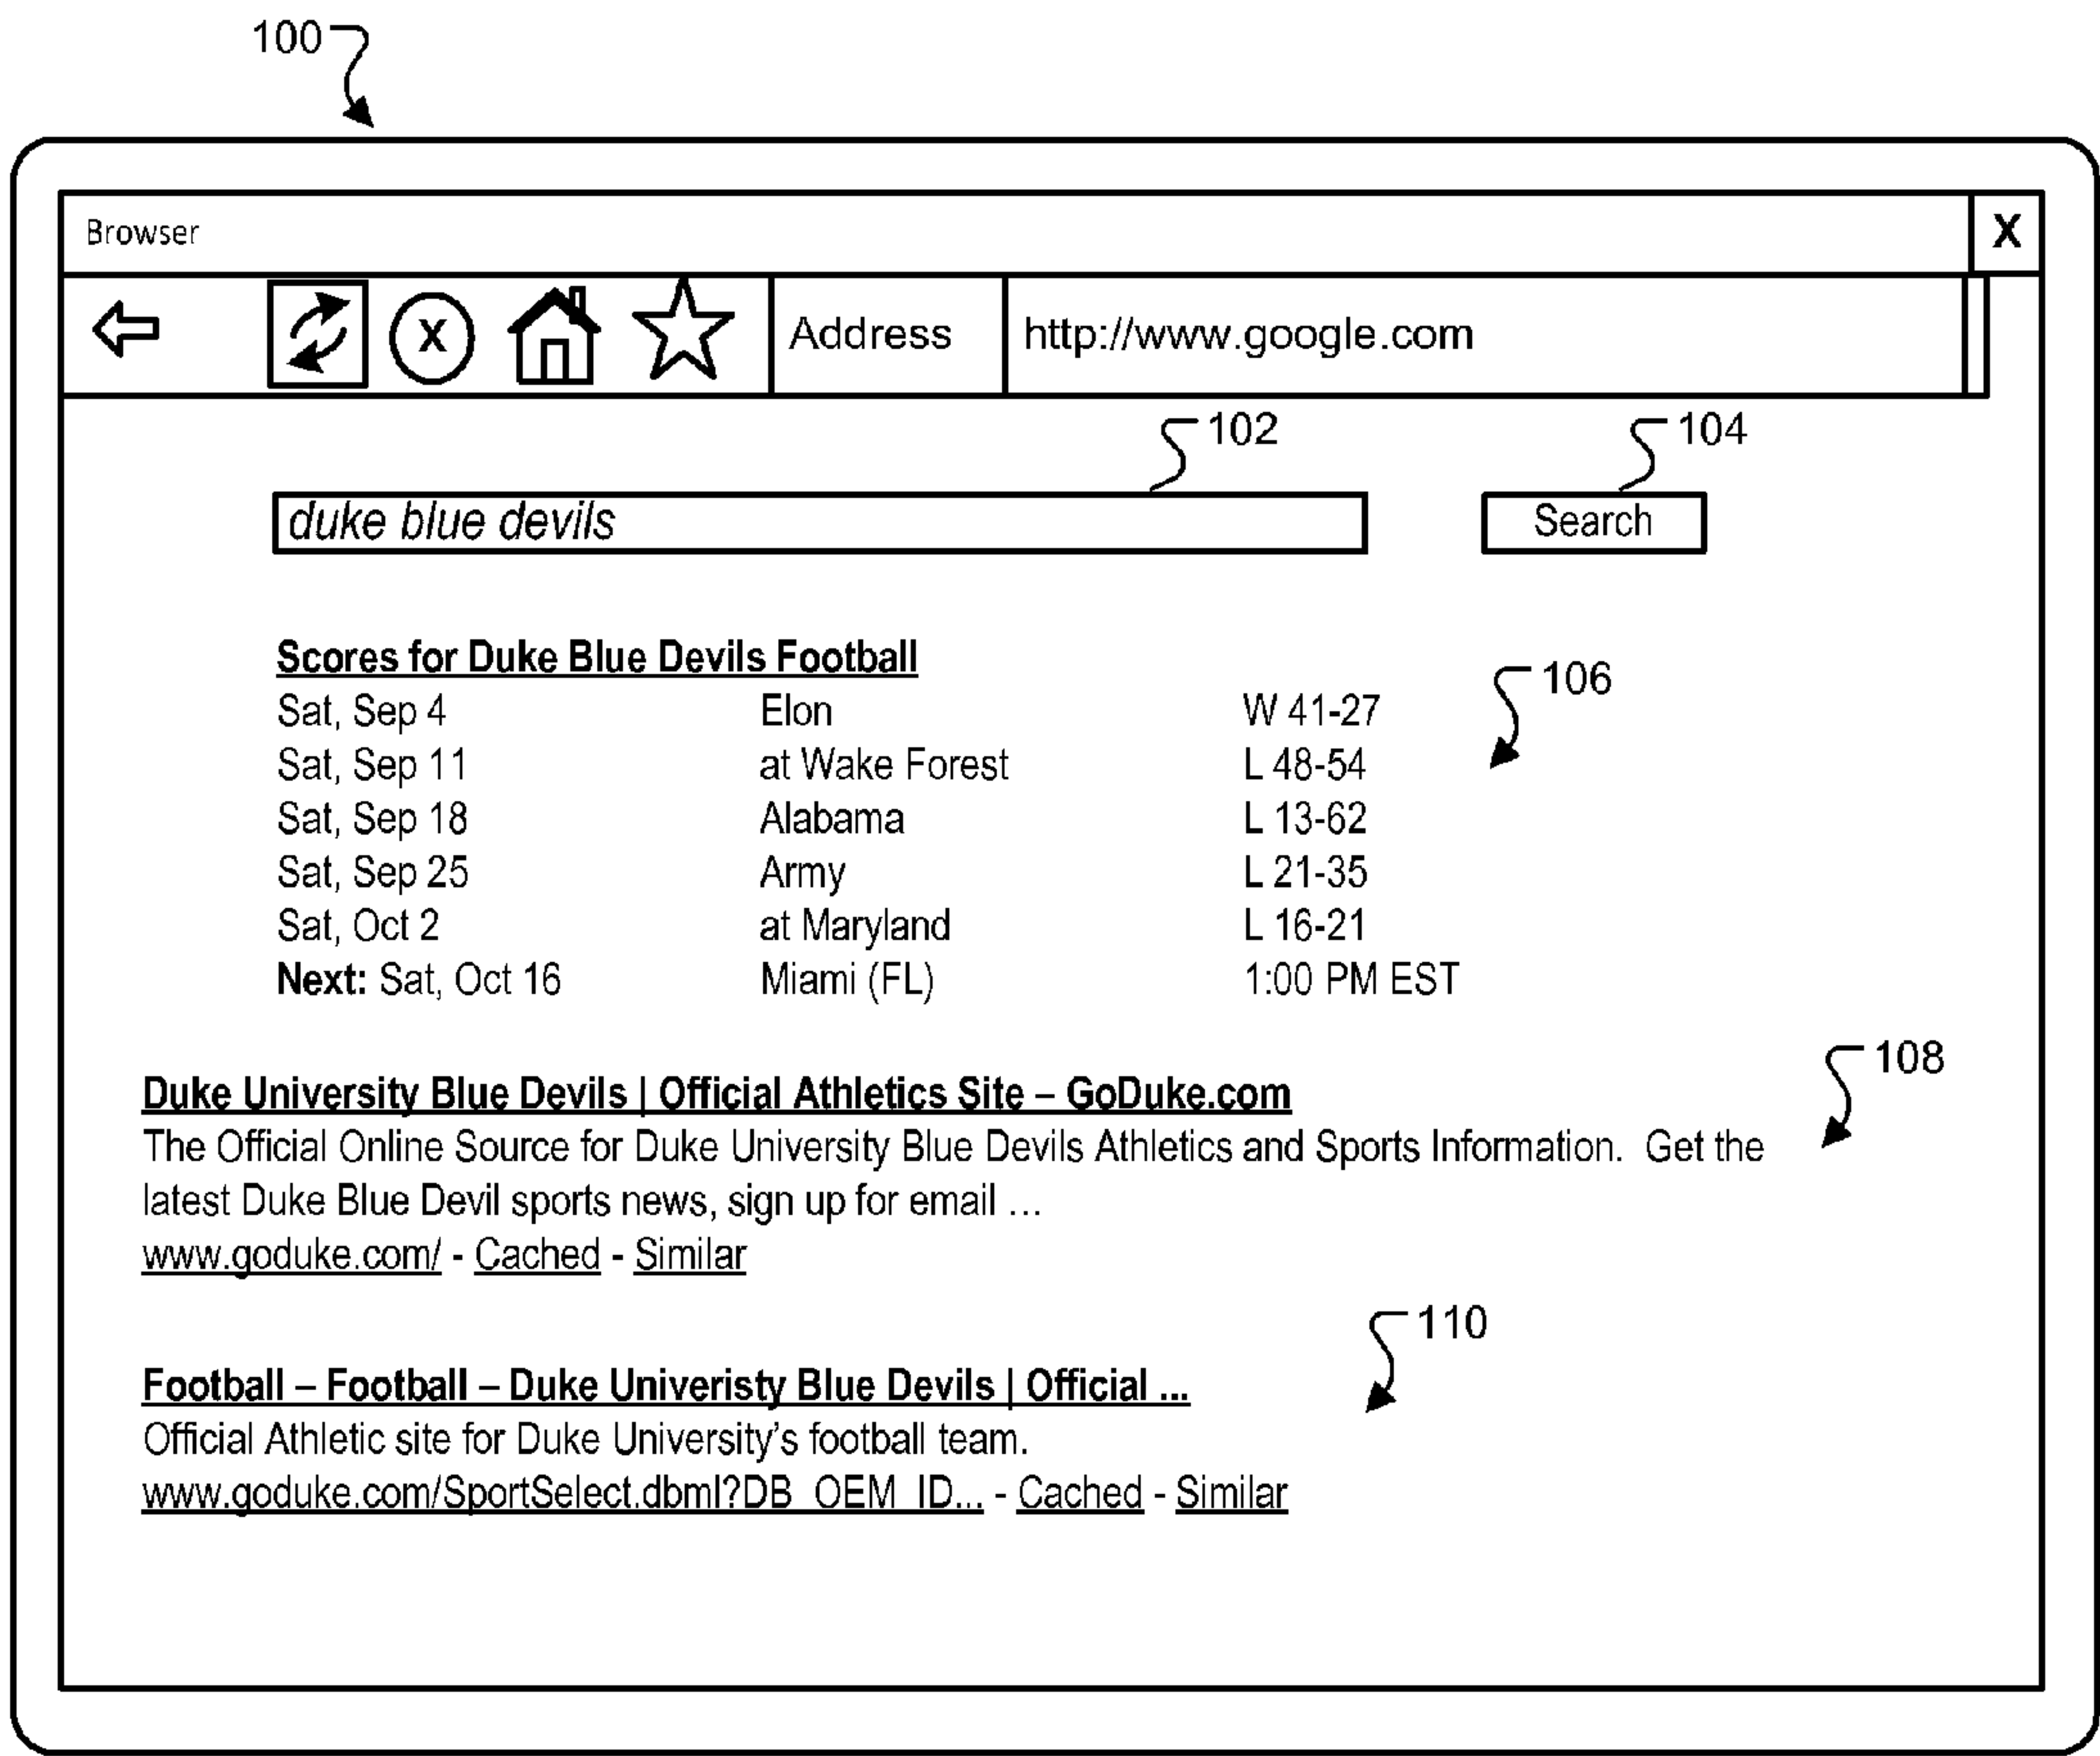 100
Browser X
X Address http://www.google.com
102 104
duke blue devils Search
Scores for Duke Blue Devils Football
106
Sat, Sep 4 Elon W 41-27
Sat, Sep 11 at Wake Forest L 48-54
Sat, Sep 18 Alabama L 13-62
Sat, Sep 25 Army L 21-35
Sat, Oct 2 at Maryland L 16-21
Next: Sat, Oct 16 Miami (FL) 1:00 PM EST
108
Duke University Blue Devils | Official Athletics Site – GoDuke.com
The Official Online Source for Duke University Blue Devils Athletics and Sports Information. Get the
latest Duke Blue Devil sports news, sign up for email ...
www.goduke.com/ - Cached - Similar
110
Football – Football – Duke Univeristy Blue Devils | Official ...
Official Athletic site for Duke University's football team.
www.goduke.com/SportSelect.dbml?DB_OEM_ID... - Cached - Similar